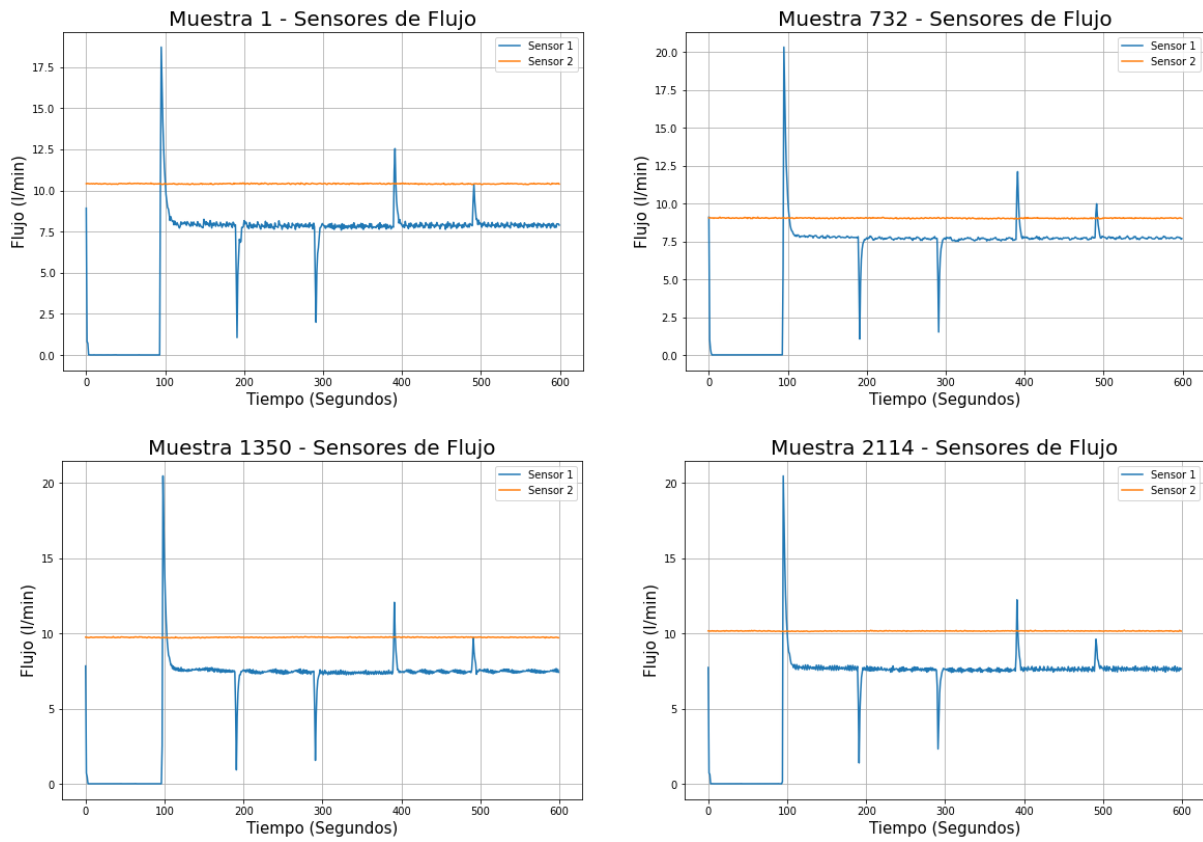 Muestra 1 - Sensores de Flujo
Sensor 1
Sensor 2
17.5
15.0
12.5
10.0
7.5
5.0
2.5
0.0
Flujo (l/min)
0 100 200 300 400 500 600
Tiempo (Segundos)
Muestra 732 - Sensores de Flujo
Sensor 1
Sensor 2
20.0
17.5
15.0
12.5
10.0
7.5
5.0
2.5
0.0
Flujo (l/min)
0 100 200 300 400 500 600
Tiempo (Segundos)
Muestra 1350 - Sensores de Flujo
Sensor 1
Sensor 2
20
15
10
5
0
Flujo (l/min)
0 100 200 300 400 500 600
Tiempo (Segundos)
Muestra 2114 - Sensores de Flujo
Sensor 1
Sensor 2
20
15
10
5
0
Flujo (l/min)
0 100 200 300 400 500 600
Tiempo (Segundos)